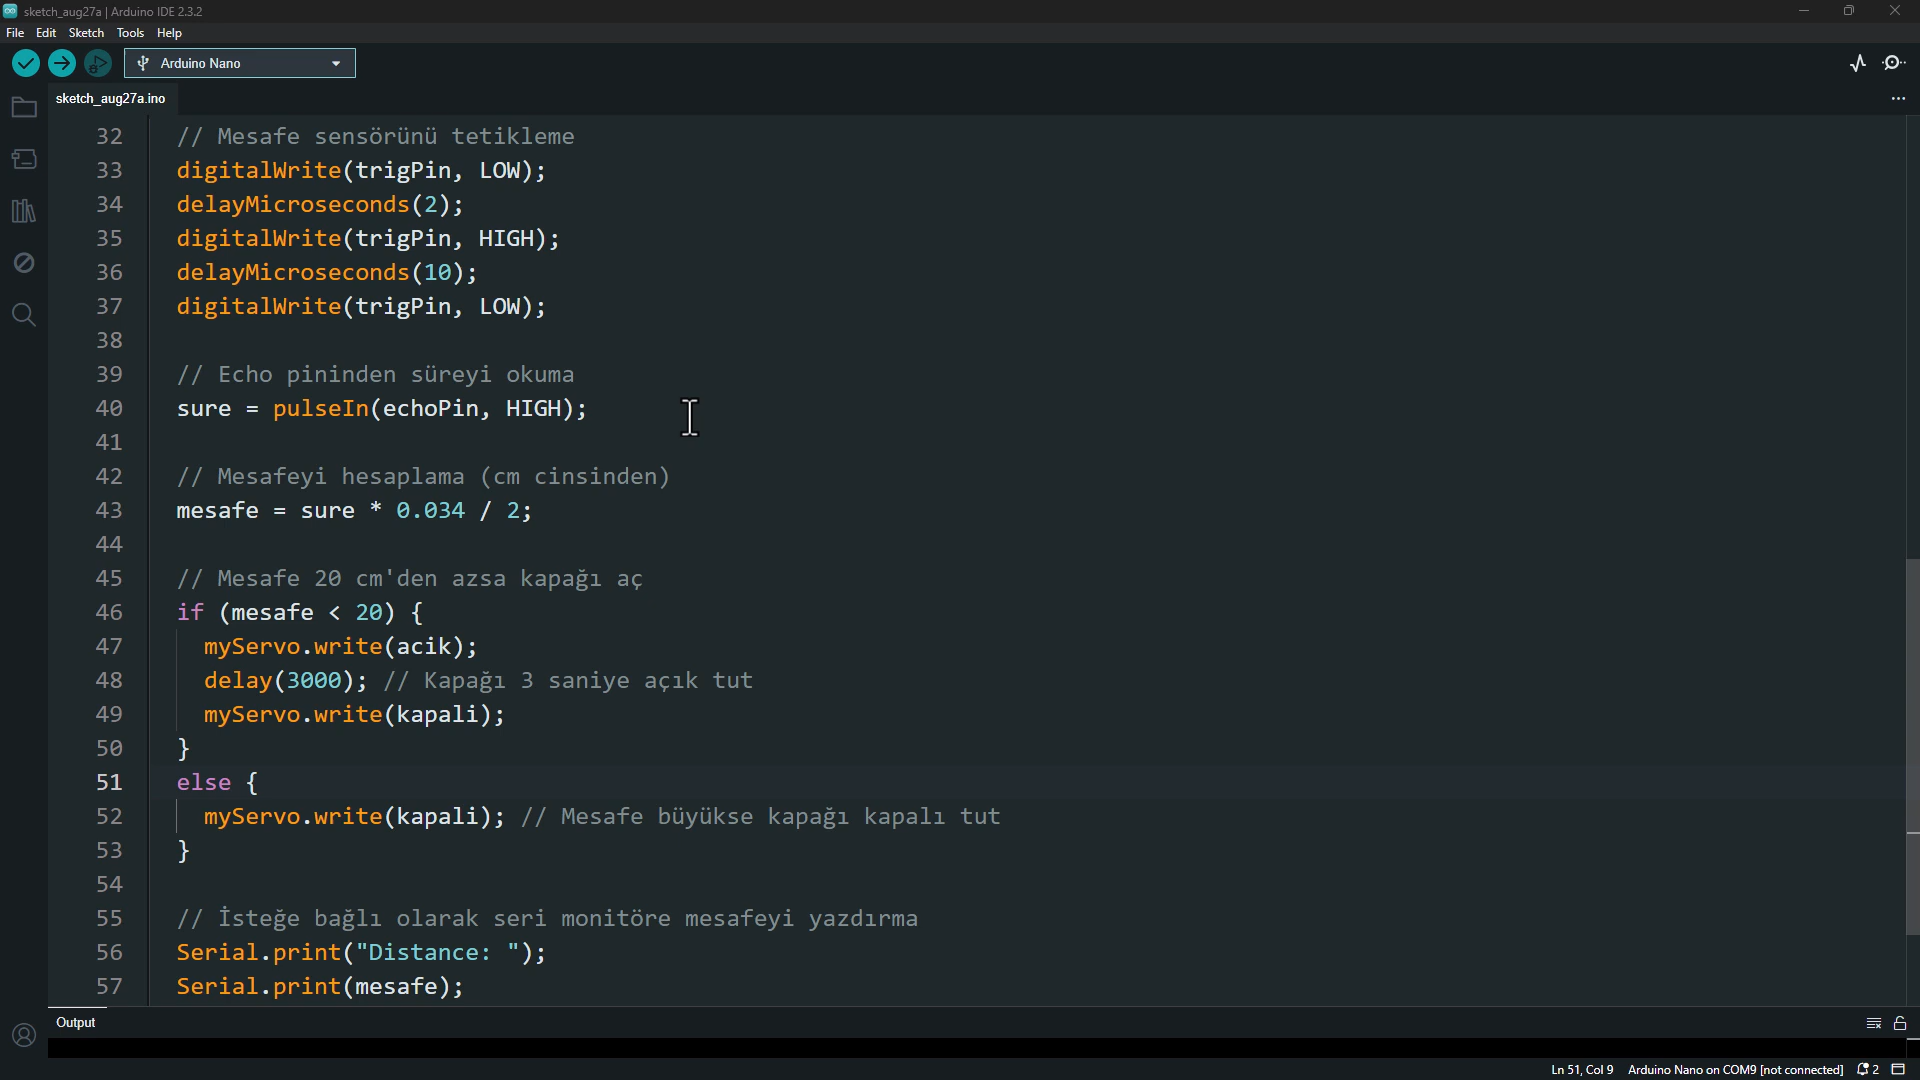 sketch_aug27a | Arduino IDE 2.3.2
File Edit Sketch Tools Help
Arduino Nano
sketch_aug27a.ino
32 // Mesafe sensörünü tetikleme
33 digitalWrite(trigPin, LOW);
34 delayMicroseconds(2);
35 digitalWrite(trigPin, HIGH);
36 delayMicroseconds(10);
37 digitalWrite(trigPin, LOW);
38
39 // Echo pininden süreyi okuma
40 sure = pulseIn(echoPin, HIGH);
41
42 // Mesafeyi hesaplama (cm cinsinden)
43 mesafe = sure * 0.034 / 2;
44
45 // Mesafe 20 cm'den azsa kapağı aç
46 if (mesafe < 20) {
47 myServo.write(acik);
48 delay(3000); // Kapağı 3 saniye açık tut
49 myServo.write(kapali);
50 }
51 else {
52 myServo.write(kapali); // Mesafe büyükse kapağı kapalı tut
53 }
54
55 // İsteğe bağlı olarak seri monitöre mesafeyi yazdırma
56 Serial.print("Distance: ");
57 Serial.print(mesafe);
Output
Ln 51, Col 9 Arduino Nano on COM9 [not connected] 2